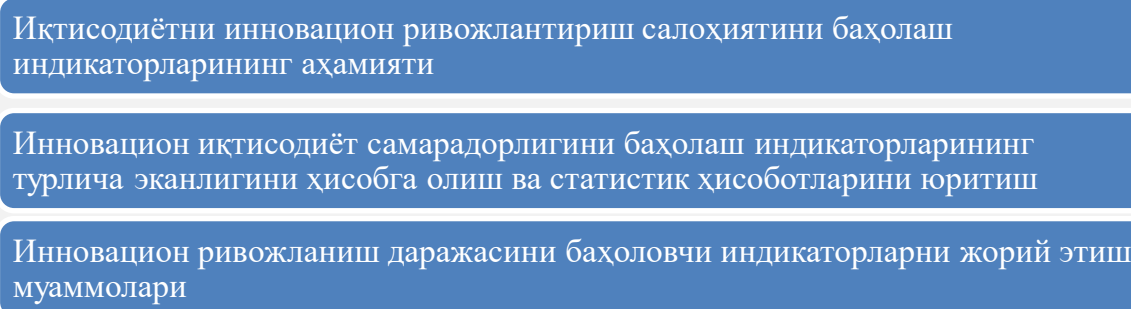 Иқтисодиётни инновацион ривожлантириш салоҳиятини баҳолаш
индикаторларининг аҳамияти
Инновацион иқтисодиёт самарадорлигини баҳолаш индикаторларининг
турлича эканлигини ҳисобга олиш ва статистик ҳисоботларини юритиш
Инновацион ривожланиш даражасини баҳоловчи индикаторларни жорий этиш
муаммолари